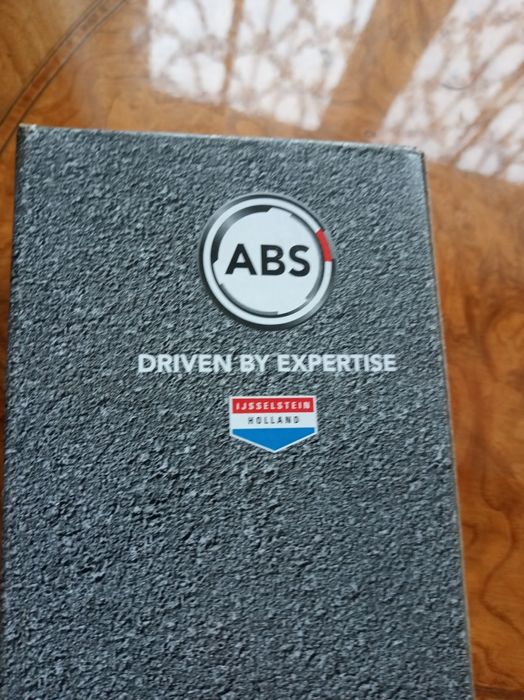 ABS
DRIVEN BY EXPERTISE
IJSSELSTEIN
HOLLAND